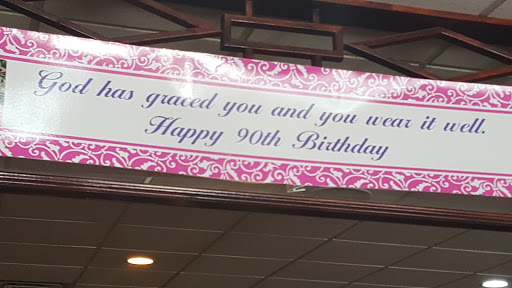 God has graced you and you wear it well.
Happy 90th Birthday